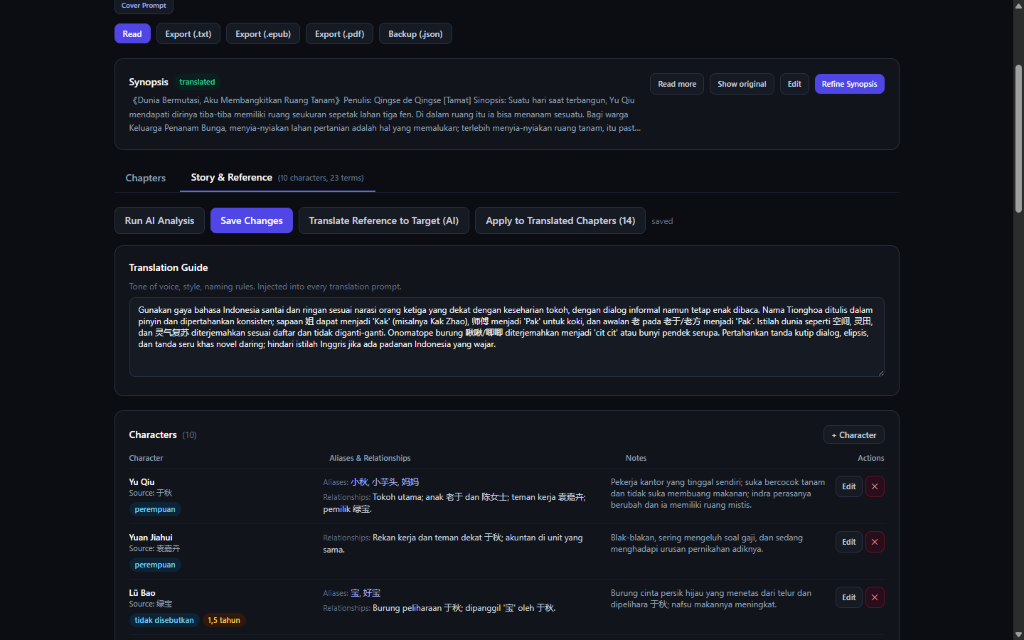 Cover Prompt
Read
Export (.txt)
Export (.epub)
Export (.pdf)
Backup (.json)
Synopsis translated
Read more
Show original
Edit
Refine Synopsis
《Dunia Bermutasi, Aku Membangkitkan Ruang Tanam》Penulis: Qingse de Qingse [Tamat] Sinopsis: Suatu hari saat terbangun, Yu Qiu
mendapati dirinya tiba-tiba memiliki ruang seukuran sepetak lahan tiga fen. Di dalam ruang itu ia bisa menanam sesuatu. Bagi warga
Keluarga Penanam Bunga, menyia-nyiakan lahan pertanian adalah hal yang memalukan; terlebih menyia-nyiakan ruang tanam, itu past...
Chapters
Story & Reference (10 characters, 23 terms)
Run AI Analysis
Save Changes
Translate Reference to Target (AI)
Apply to Translated Chapters (14)
saved
Translation Guide
Tone of voice, style, naming rules. Injected into every translation prompt.
Gunakan gaya bahasa Indonesia santai dan ringan sesuai narasi orang ketiga yang dekat dengan keseharian tokoh, dengan dialog informal namun tetap enak dibaca. Nama Tionghoa ditulis dalam
pinyin dan dipertahankan konsisten; sapaan 姐 dapat menjadi 'Kak' (misalnya Kak Zhao), 师傅 menjadi 'Pak' untuk koki, dan awalan 老 pada 老于/老方 menjadi 'Pak'. Istilah dunia seperti 空间, 灵田,
dan 灵气复苏 diterjemahkan sesuai daftar dan tidak diganti-ganti. Onomatope burung 啾啾/唧唧 diterjemahkan menjadi 'cit cit' atau bunyi pendek serupa. Pertahankan tanda kutip dialog, elipsis,
dan tanda seru khas novel daring; hindari istilah Inggris jika ada padanan Indonesia yang wajar.
Characters (10)
+ Character
Character
Aliases & Relationships
Notes
Actions
Yu Qiu
Source: 于秋
perempuan
Aliases: 小秋, 小芋头, 妈妈
Relationships: Tokoh utama; anak 老于 dan 陈女士; teman kerja 袁嘉卉;
pemilik 绿宝.
Pekerja kantor yang tinggal sendiri; suka bercocok tanam
dan tidak suka membuang makanan; indra perasanya
berubah dan ia memiliki ruang mistis.
Edit
×
Yuan Jiahui
Source: 袁嘉卉
perempuan
Relationships: Rekan kerja dan teman dekat 于秋; akuntan di unit yang
sama.
Blak-blakan, sering mengeluh soal gaji, dan sedang
menghadapi urusan pernikahan adiknya.
Edit
×
Lü Bao
Source: 绿宝
tidak disebutkan
1,5 tahun
Aliases: 宝, 好宝
Relationships: Burung peliharaan 于秋; dipanggil '宝' oleh 于秋.
Burung cinta persik hijau yang menetas dari telur dan
dipelihara 于秋; nafsu makannya meningkat.
Edit
×